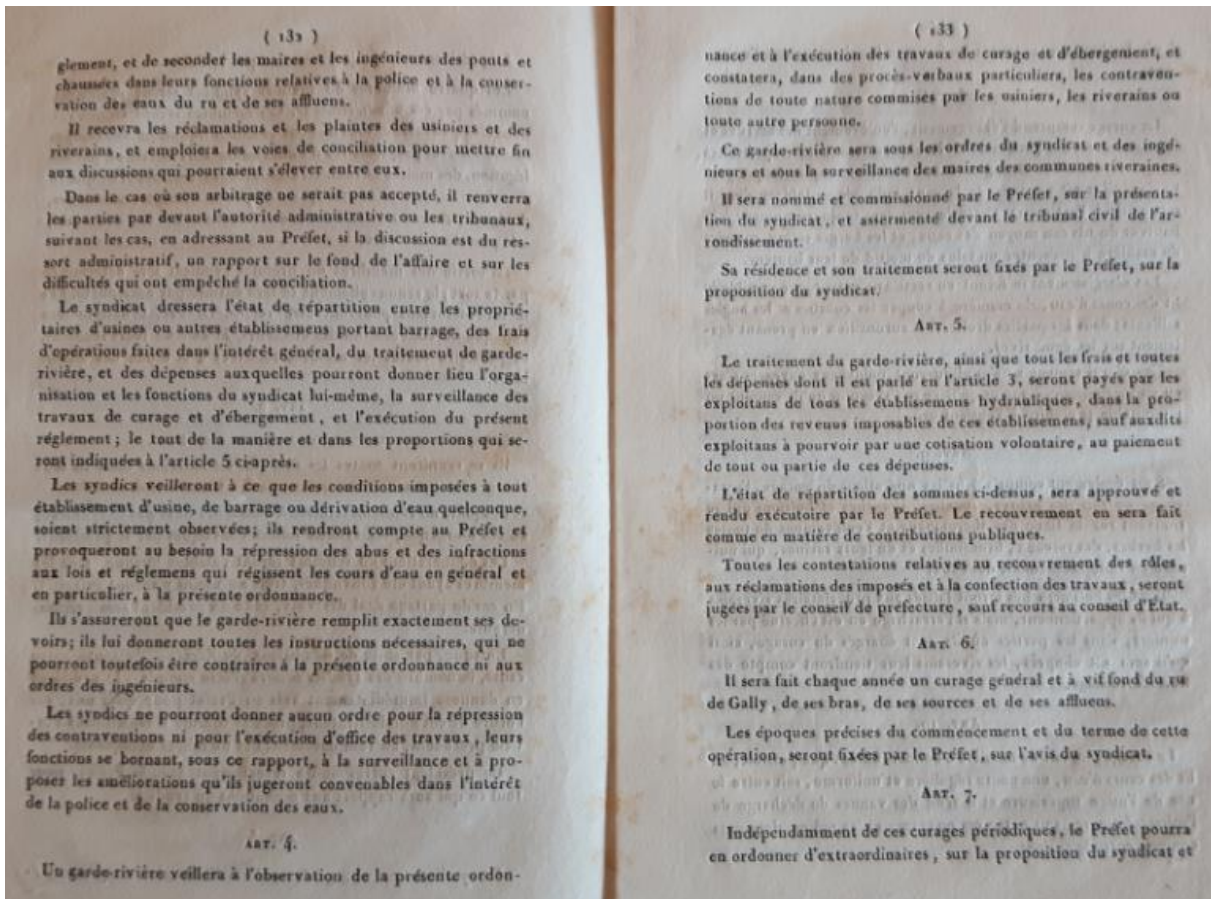 ( 132 )
glement, et de seconder les maires et les ingénieurs des ponts et
chaussées dans leurs fonctions relatives à la police et à la conser-
vation des eaux du ru et de ses affluens.
Il recevra les réclamations et les plaintes des usiniers et des
riverains, et emploiera les voies de conciliation pour mettre fin
aux discussions qui pourraient s'élever entre eux.
Dans le cas où son arbitrage ne serait pas accepté, il renverra
les parties par devant l'autorité administrative ou les tribunaux,
suivant les cas, en adressant au Préfet, si la discussion est du res-
sort administratif, un rapport sur le fond de l'affaire et sur les
difficultés qui ont empêché la conciliation.
Le syndicat dressera l'état de répartition entre les proprié-
taires d'usines ou autres établissemens portant barrage, des frais
d'opérations faites dans l'intérêt général, du traitement de garde-
rivière, et des dépenses auxquelles pourront donner lieu l'orga-
nisation et les fonctions du syndicat lui-même, la surveillance des
travaux de curage et d'ébergement, et l'exécution du présent
réglement; le tout de la manière et dans les proportions qui se-
ront indiquées à l'article 5 ci-après.
Les syndics veilleront à ce que les conditions imposées à tout
établissement d'usine, de barrage ou dérivation d'eau quelconque,
soient strictement observées; ils rendront compte au Préfet et
provoqueront au besoin la répression des abus et des infractions
aux lois et réglemens qui régissent les cours d'eau en général et
en particulier, à la présente ordonnance.
Ils s'assureront que le garde-rivière remplit exactement ses de-
voirs; ils lui donneront toutes les instructions nécessaires, qui ne
pourront toutefois être contraires à la présente ordonnance ni aux
ordres des ingénieurs.
Les syndics ne pourront donner aucun ordre pour la répression
des contraventions ni pour l'exécution d'office des travaux, leurs
fonctions se bornant, sous ce rapport, à la surveillance et à pro-
poser les améliorations qu'ils jugeront convenables dans l'intérêt
de la police et de la conservation des eaux.
ART. 4.
Un garde-rivière veillera à l'observation de la présente ordon-
( 133 )
nance et à l'exécution des travaux de curage et d'ébergement, et
constatera, dans des procès-verbaux particuliers, les contraven-
tions de toute nature commises par les usiniers, les riverains ou
toute autre persoune.
Ce garde-rivière sera sous les ordres du syndicat et des ingé-
nieurs et sous la surveillance des maires des communes riveraines.
Il sera nommé et commissionné par le Préfet, sur la présenta-
tion du syndicat, et assermenté devant le tribunal civil de l'ar-
rondissement.
Sa résidence et son traitement seront fixés par le Préfet, sur la
proposition du syndicat.
ART. 5.
Le traitement du garde-rivière, ainsi que tout les frais et toutes
les dépenses dont il est parlé en l'article 3, seront payés par les
exploitans de tous les établissemens hydrauliques, dans la pro-
portion des revenus imposables de ces établissemens, sauf auxdits
exploitans à pourvoir par une cotisation volontaire, au paiement
de tout ou partie de ces dépenses.
L'état de répartition des sommes ci-dessus, sera approuvé et
rendu exécutoire par le Préfet. Le recouvrement en sera fait
comme en matière de contributions publiques.
Toutes les contestations relatives au recouvrement des rôles,
aux réclamations des imposés et à la confection des travaux, seront
jugées par le conseil de prefecture, sauf recours au conseil d'État.
ART. 6.
Il sera fait chaque année un curage général et à vif fond du ru
de Gally, de ses bras, de ses sources et de ses affluens.
Les époques précises du commencement et du terme de cette
opération, seront fixées par le Préfet, sur l'avis du syndicat.
ART. 7.
Indépendamment de ces curages périodiques, le Préfet pourra
en ordonner d'extraordinaires, sur la proposition du syndicat et